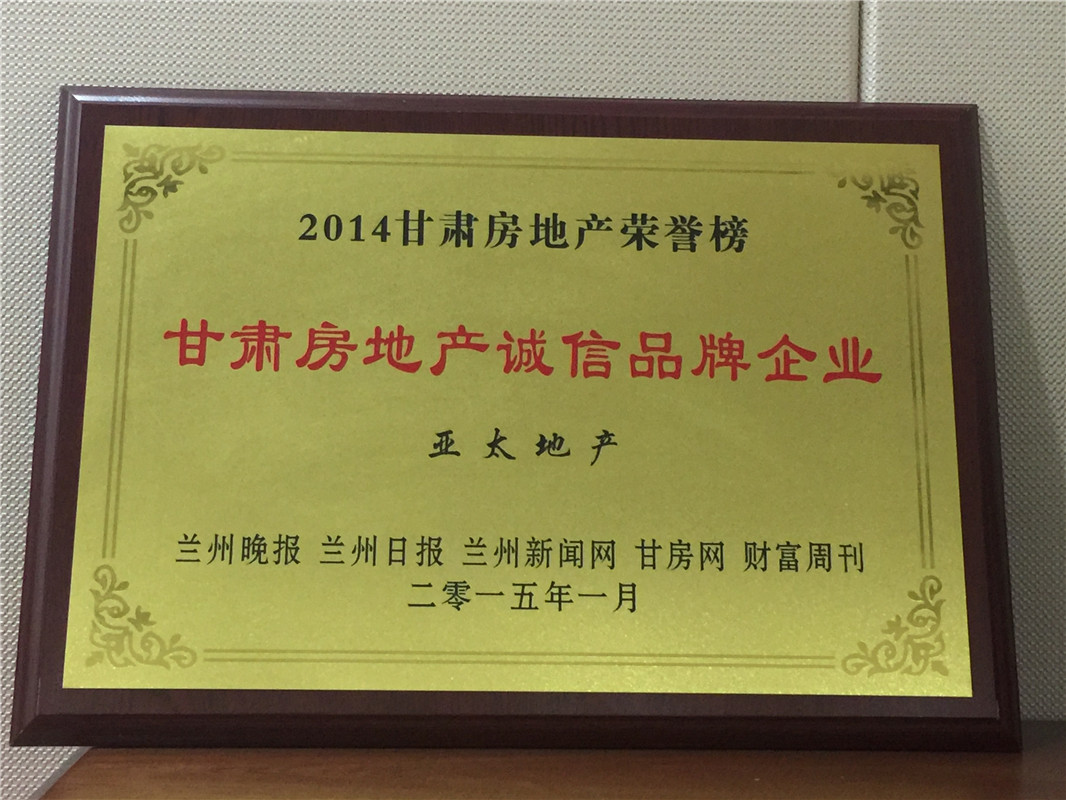 2014甘肃房地产荣誉榜
甘肃房地产诚信品牌企业
亚太地产
兰州晚报 兰州日报 兰州新闻网 甘房网 财富周刊
二零一五年一月